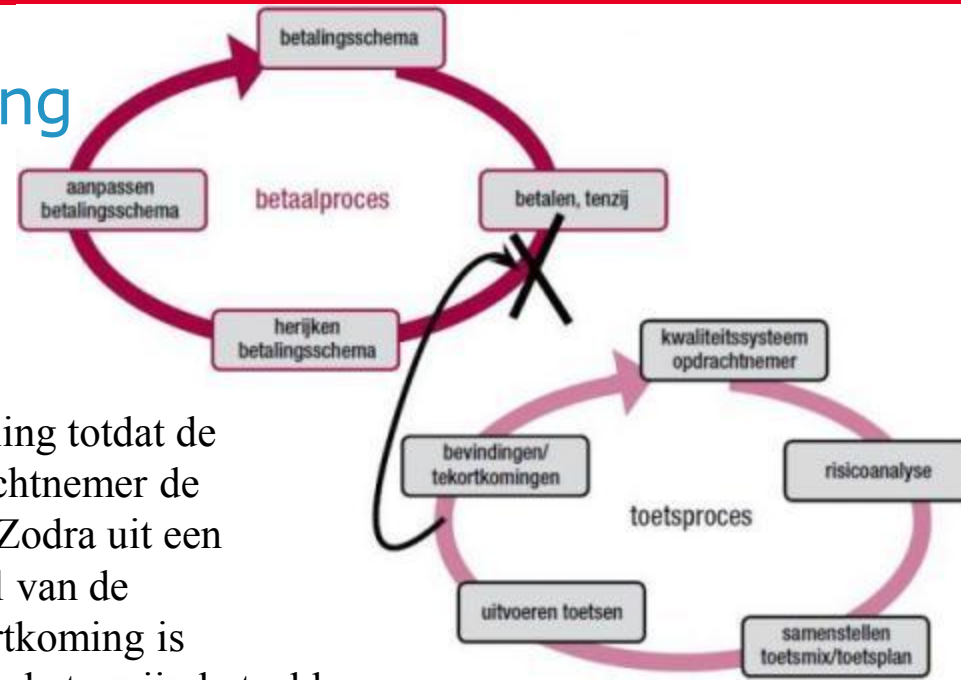 ng
betalingsschema
aanpassen
betalingsschema
betaalproces
betalen, tenzij
herijken
betalingsschema
kwaliteitssysteem
opdrachtnemer
bevindingen/
tekortkomingen
risicoanalyse
toetsproces
uitvoeren toetsen
samenstellen
toetsmix/toetsplan
ing totdat de
chtnemer de
Zodra uit een
van de
rtkoming is